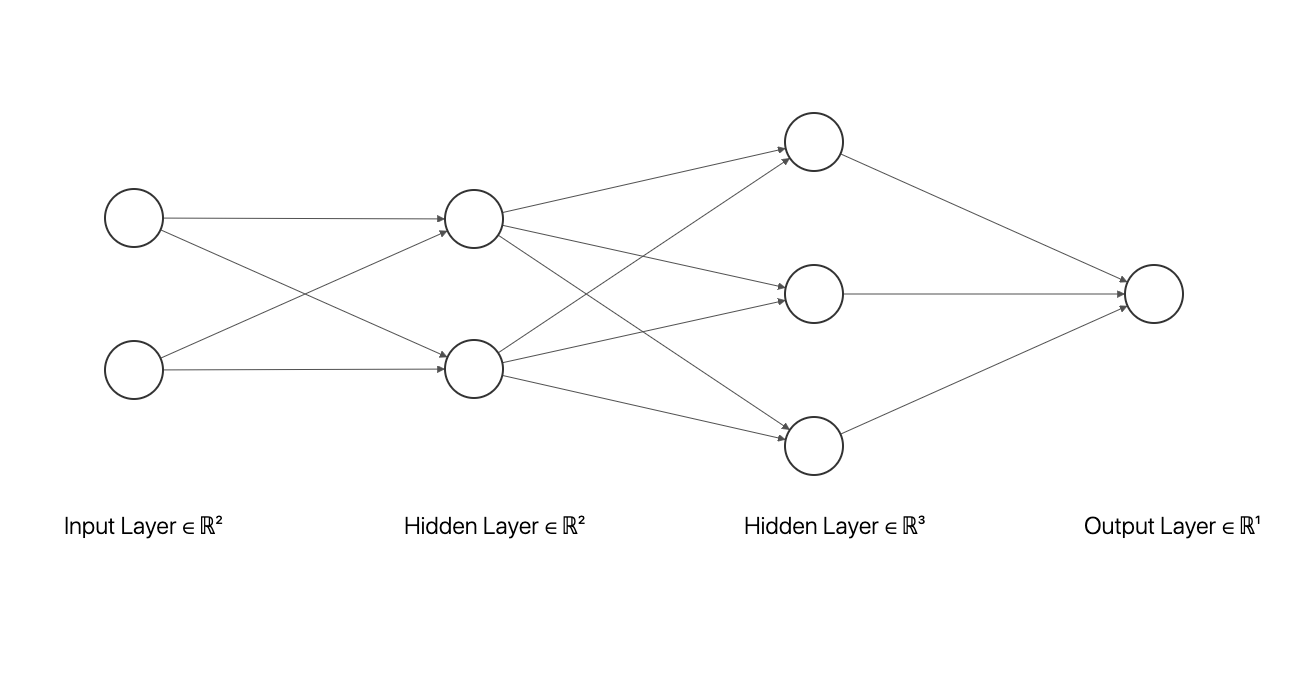 Input Layer ∈ ℝ²
Hidden Layer ∈ ℝ²
Hidden Layer ∈ ℝ³
Output Layer ∈ ℝ¹